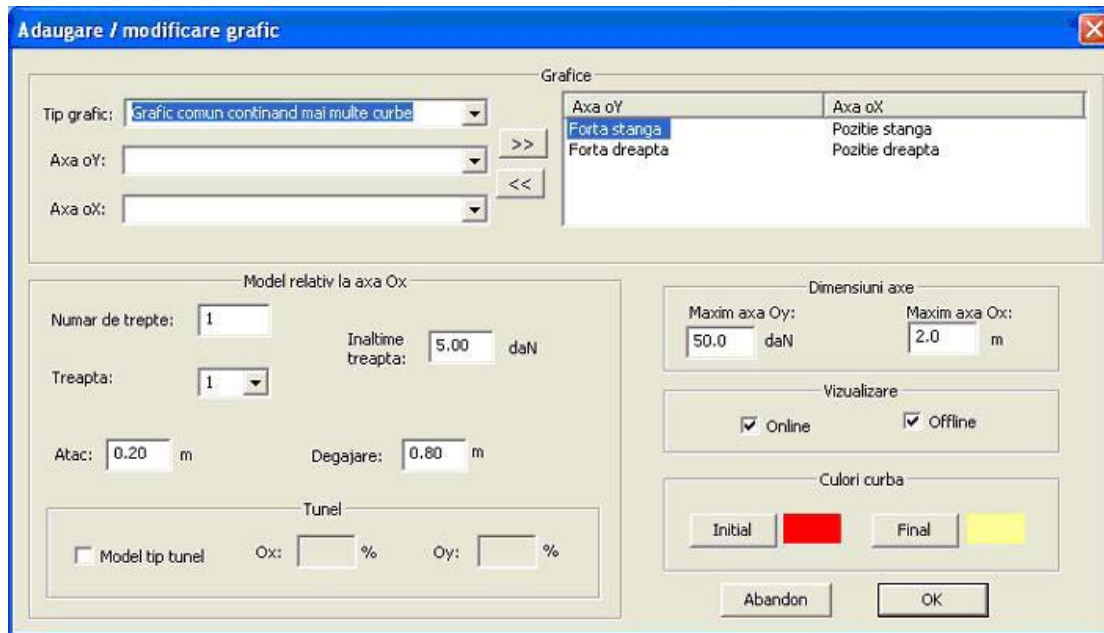 Adaugare / modificare grafic
Grafice
Tip grafic: Grafic comun continand mai multe curbe
Axa oY:
Axa oX:
>>
<<
Axa oY Axa oX
Forta stanga Pozitie stanga
Forta dreapta Pozitie dreapta
Model relativ la axa Ox
Numar de trepte: 1
Inaltime treapta: 5.00 daN
Treapta: 1
Atac: 0.20 m
Degajare: 0.80 m
Tunel
Model tip tunel Ox: % Oy: %
Dimensiuni axe
Maxim axa Oy: Maxim axa Ox:
50.0 daN 2.0 m
Vizualizare
Online Offline
Culori curba
Initial Final
Abandon OK